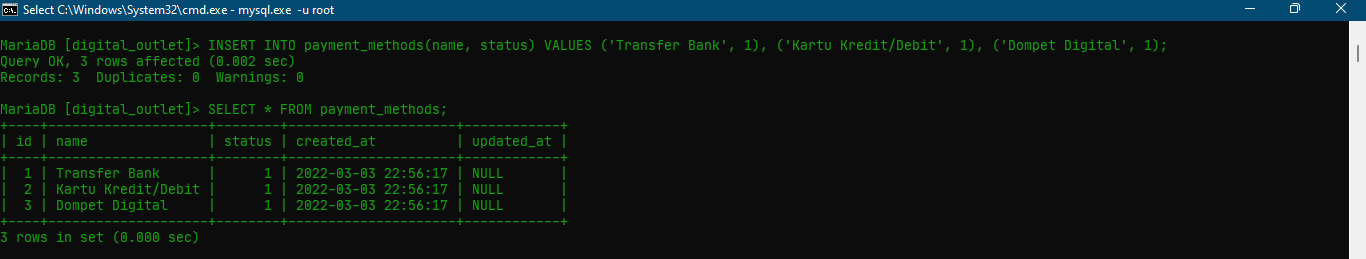 Select C:\Windows\System32\cmd.exe - mysql.exe  -u root
MariaDB [digital_outlet]> INSERT INTO payment_methods(name, status) VALUES ('Transfer Bank', 1), ('Kartu Kredit/Debit', 1), ('Dompet Digital', 1);
Query OK, 3 rows affected (0.002 sec)
Records: 3  Duplicates: 0  Warnings: 0
MariaDB [digital_outlet]> SELECT * FROM payment_methods;
+----+--------------------+--------+---------------------+------------+
| id | name               | status | created_at          | updated_at |
+----+--------------------+--------+---------------------+------------+
|  1 | Transfer Bank      |      1 | 2022-03-03 22:56:17 | NULL       |
|  2 | Kartu Kredit/Debit |      1 | 2022-03-03 22:56:17 | NULL       |
|  3 | Dompet Digital     |      1 | 2022-03-03 22:56:17 | NULL       |
+----+--------------------+--------+---------------------+------------+
3 rows in set (0.000 sec)